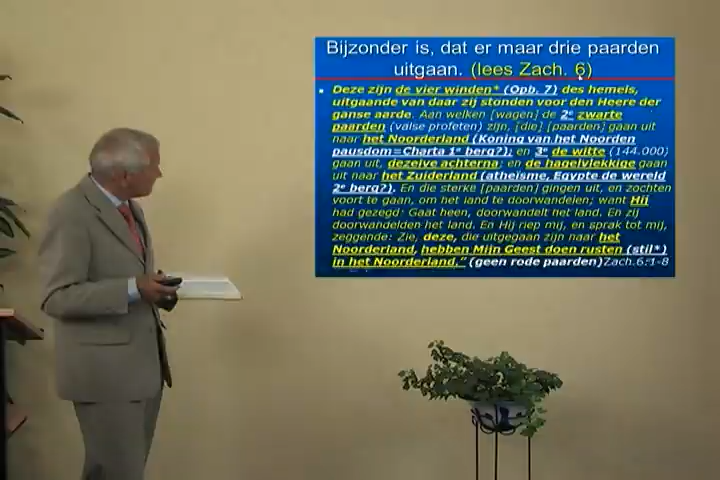 Bijzonder is, dat er maar drie paarden
uitgaan. (lees Zach. 6)
Deze zijn de vier winden* (Opb. 7) des hemels,
uitgaande van daar zij stonden voor den Heere der
ganse aarde. Aan welken [wagen] de 2e zwarte
paarden (valse profeten) zijn, [die] [paarden] gaan uit
naar het Noorderland (Koning van het Noorden
pausdom=Charta 1e berg?); en 3e de witte (144.000)
gaan uit, dezelve achterna; en de hagelvlekkige gaan
uit naar het Zuiderland (atheïsme, Egypte de wereld
2e berg?). En die sterke [paarden] gingen uit, en zochten
voort te gaan, om het land te doorwandelen; want Hij
had gezegd: Gaat heen, doorwandelt het land. En zij
doorwandelden het land. En Hij riep mij, en sprak tot mij,
zeggende: Zie, deze, die uitgegaan zijn naar het
Noorderland, hebben Mijn Geest doen rusten (stil*)
in het Noorderland." (geen rode paarden)Zach.6:1-8